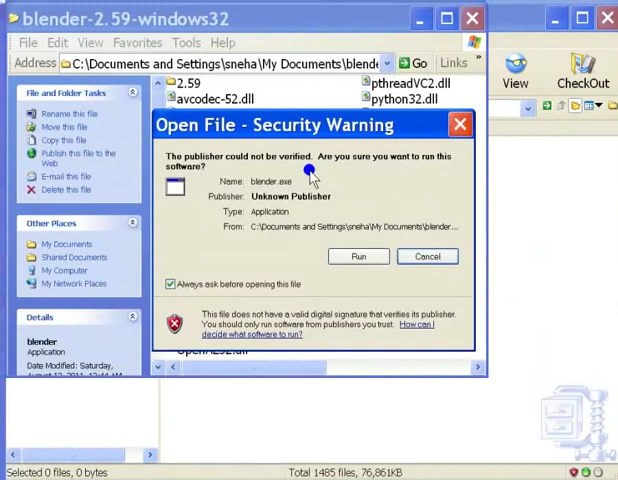 blender-2.59-windows32
File Edit View Favorites Tools Help
Address C:\Documents and Settings\sneha\My Documents\blende Go Links
View CheckOut
File and Folder Tasks
Rename this file
Move this file
Copy this file
Publish this file to the
Web
E-mail this file
Delete this file
Other Places
My Documents
Shared Documents
My Computer
My Network Places
Details
blender
Application
Date Modified: Saturday,
2.59 pthreadVC2.dll
avcodec-52.dll python32.dll
Open File - Security Warning
The publisher could not be verified. Are you sure you want to run this
software?
Name: blender.exe
Publisher: Unknown Publisher
Type: Application
From: C:\Documents and Settings\sneha\My Documents\blender...
Run Cancel
Always ask before opening this file
This file does not have a valid digital signature that verifies its publisher.
You should only run software from publishers you trust. How can I
decide what software to run?
Selected 0 files, 0 bytes Total 1485 files, 76,861KB